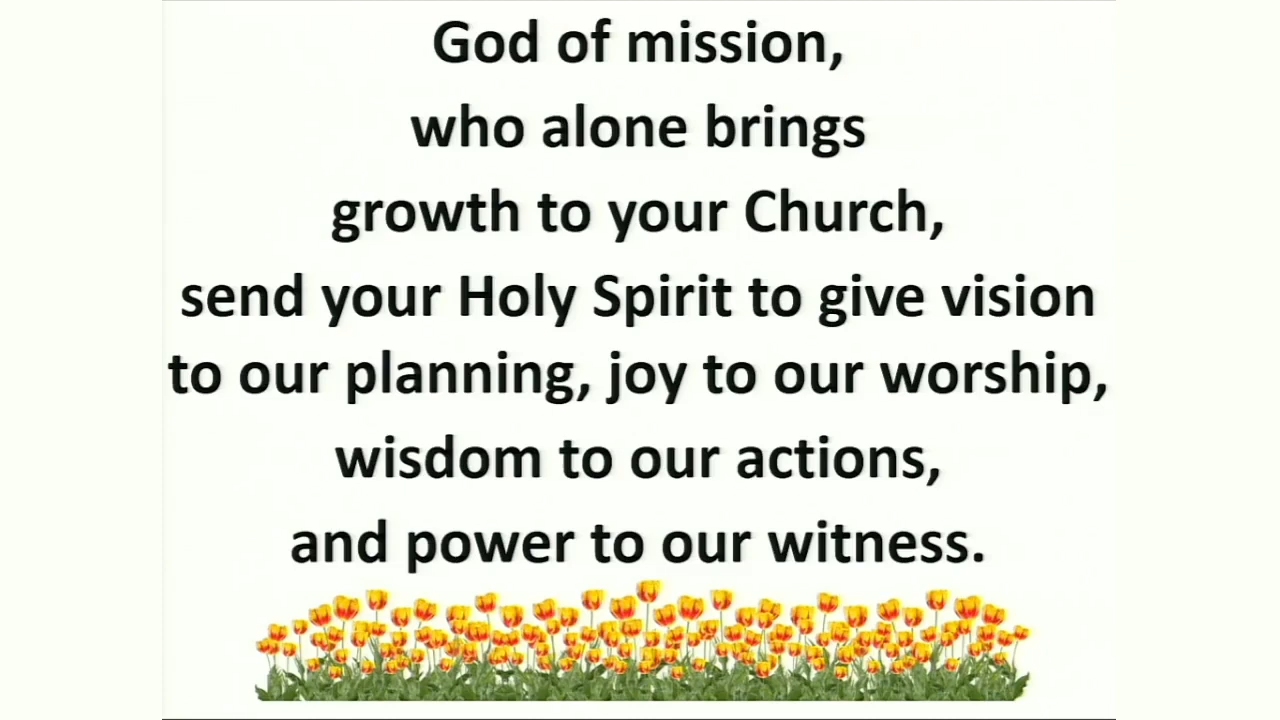 God of mission,
who alone brings
growth to your Church,
send your Holy Spirit to give vision
to our planning, joy to our worship,
wisdom to our actions,
and power to our witness.